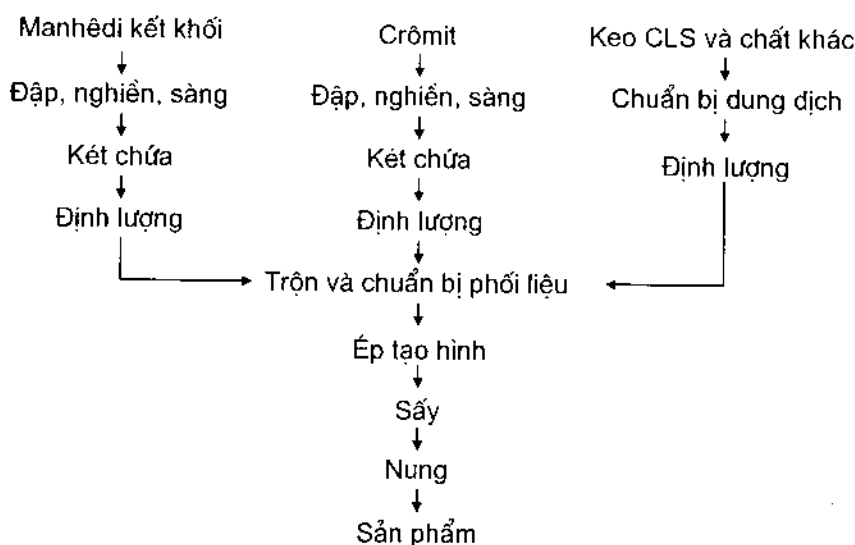 Manhêdi kết khối
Crômit
Keo CLS và chất khác
Đập, nghiền, sàng
Đập, nghiền, sàng
Chuẩn bị dung dịch
Két chứa
Két chứa
Định lượng
Định lượng
Định lượng
Trộn và chuẩn bị phối liệu
Ép tạo hình
Sấy
Nung
Sản phẩm